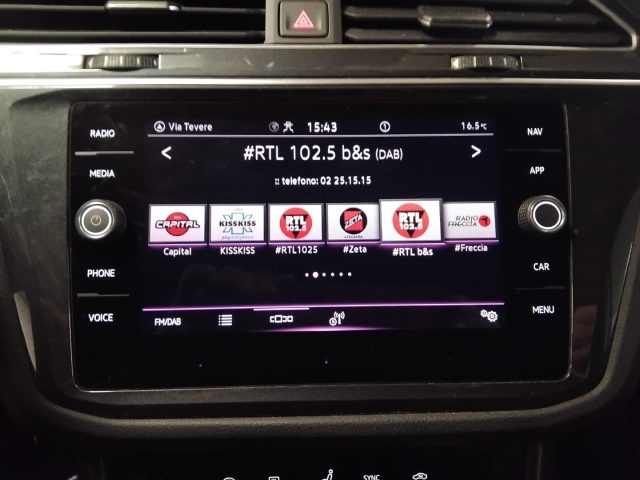 Via Tevere 15:43 16.5°C
RADIO
NAV
< #RTL 102.5 b&s (DAB) >
MEDIA
APP
:: telefono: 02 25.15.15
CAPITAL
KISSKISS
RTL 102.5
ZETA
RTL 102.5
RADIO FRECCIA
Capital KISSKISS #RTL1025 #Zeta #RTL b&s #Freccia
PHONE
CAR
VOICE
MENU
FM/DAB
SYNC